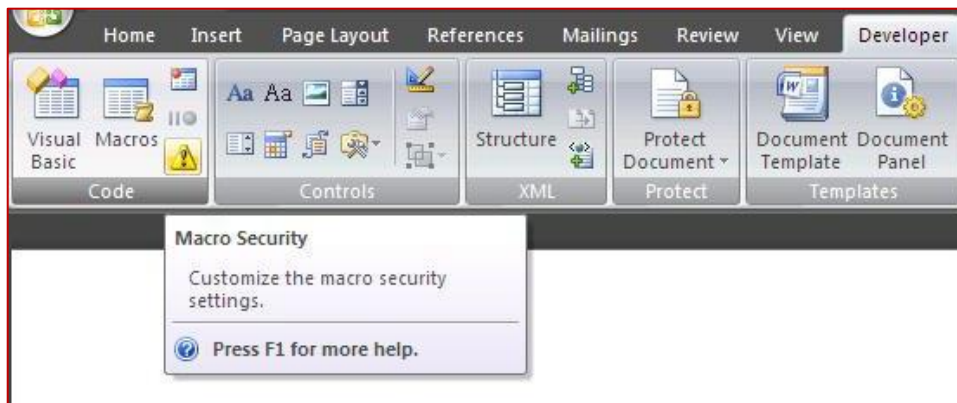 Home Insert Page Layout References Mailings Review View Developer
Aa Aa
Visual Basic Macros Structure Protect Document Document Template Document Panel
Code Controls XML Protect Templates
Macro Security
Customize the macro security
settings.
Press F1 for more help.